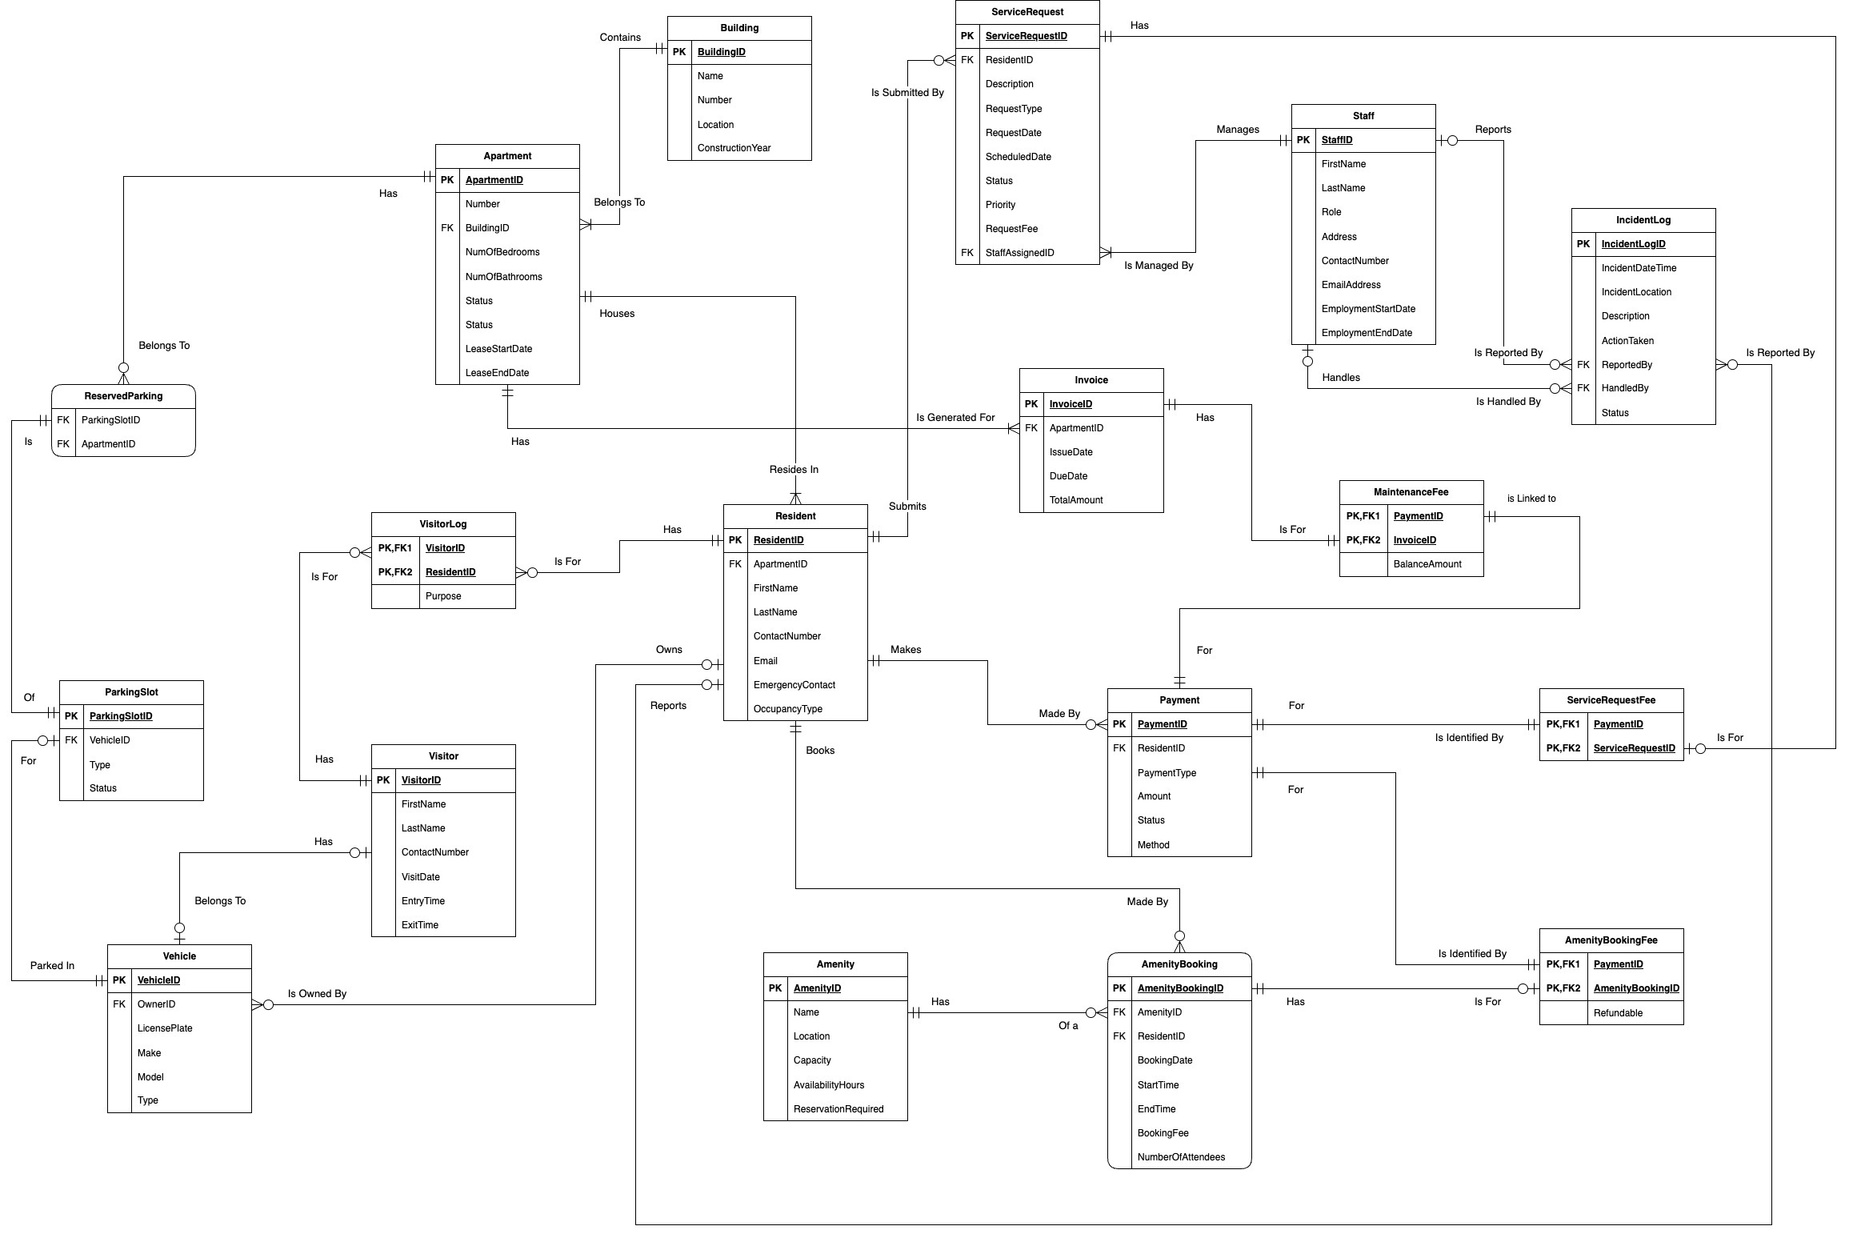 Building
PK BuildingID
Name
Number
Location
ConstructionYear
Contains
Belongs To
Apartment
PK ApartmentID
Number
FK BuildingID
NumOfBedrooms
NumOfBathrooms
Status
Status
LeaseStartDate
LeaseEndDate
Has
Belongs To
Houses
Resides In
Has
Is Generated For
ReservedParking
FK ParkingSlotID
FK ApartmentID
Is
Of
ServiceRequest
PK ServiceRequestID
FK ResidentID
Description
RequestType
RequestDate
ScheduledDate
Status
Priority
RequestFee
FK StaffAssignedID
Has
Is Submitted By
Submits
Manages
Is Managed By
Staff
PK StaffID
FirstName
LastName
Role
Address
ContactNumber
EmailAddress
EmploymentStartDate
EmploymentEndDate
Reports
Is Reported By
Handles
Is Handled By
IncidentLog
PK IncidentLogID
IncidentDateTime
IncidentLocation
Description
ActionTaken
FK ReportedBy
FK HandledBy
Status
Is Reported By
Invoice
PK InvoiceID
FK ApartmentID
IssueDate
DueDate
TotalAmount
Has
Is For
MaintenanceFee
PK,FK1 PaymentID
PK,FK2 InvoiceID
BalanceAmount
is Linked to
For
VisitorLog
PK,FK1 VisitorID
PK,FK2 ResidentID
Purpose
Is For
Has
Is For
Has
Resident
PK ResidentID
FK ApartmentID
FirstName
LastName
ContactNumber
Email
EmergencyContact
OccupancyType
Owns
Reports
Makes
Made By
Books
Made By
ParkingSlot
PK ParkingSlotID
FK VehicleID
Type
Status
For
Parked In
Visitor
PK VisitorID
FirstName
LastName
ContactNumber
VisitDate
EntryTime
ExitTime
Has
Belongs To
Vehicle
PK VehicleID
FK OwnerID
LicensePlate
Make
Model
Type
Is Owned By
Payment
PK PaymentID
FK ResidentID
PaymentType
Amount
Status
Method
For
Is Identified By
For
Is Identified By
ServiceRequestFee
PK,FK1 PaymentID
PK,FK2 ServiceRequestID
Is For
Amenity
PK AmenityID
Name
Location
Capacity
AvailabilityHours
ReservationRequired
Has
Of a
AmenityBooking
PK AmenityBookingID
FK AmenityID
FK ResidentID
BookingDate
StartTime
EndTime
BookingFee
NumberOfAttendees
Has
Is For
AmenityBookingFee
PK,FK1 PaymentID
PK,FK2 AmenityBookingID
Refundable